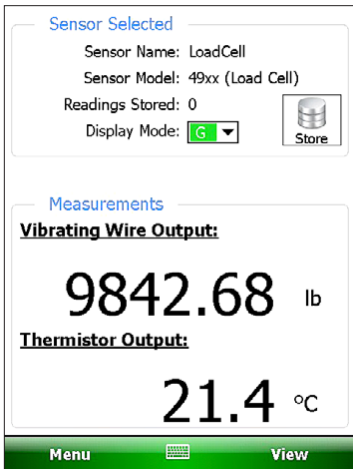 Sensor Selected
Sensor Name: LoadCell
Sensor Model: 49xx (Load Cell)
Readings Stored: 0
Display Mode: G
Store
Measurements
Vibrating Wire Output:
9842.68 lb
Thermistor Output:
21.4 °C
Menu View